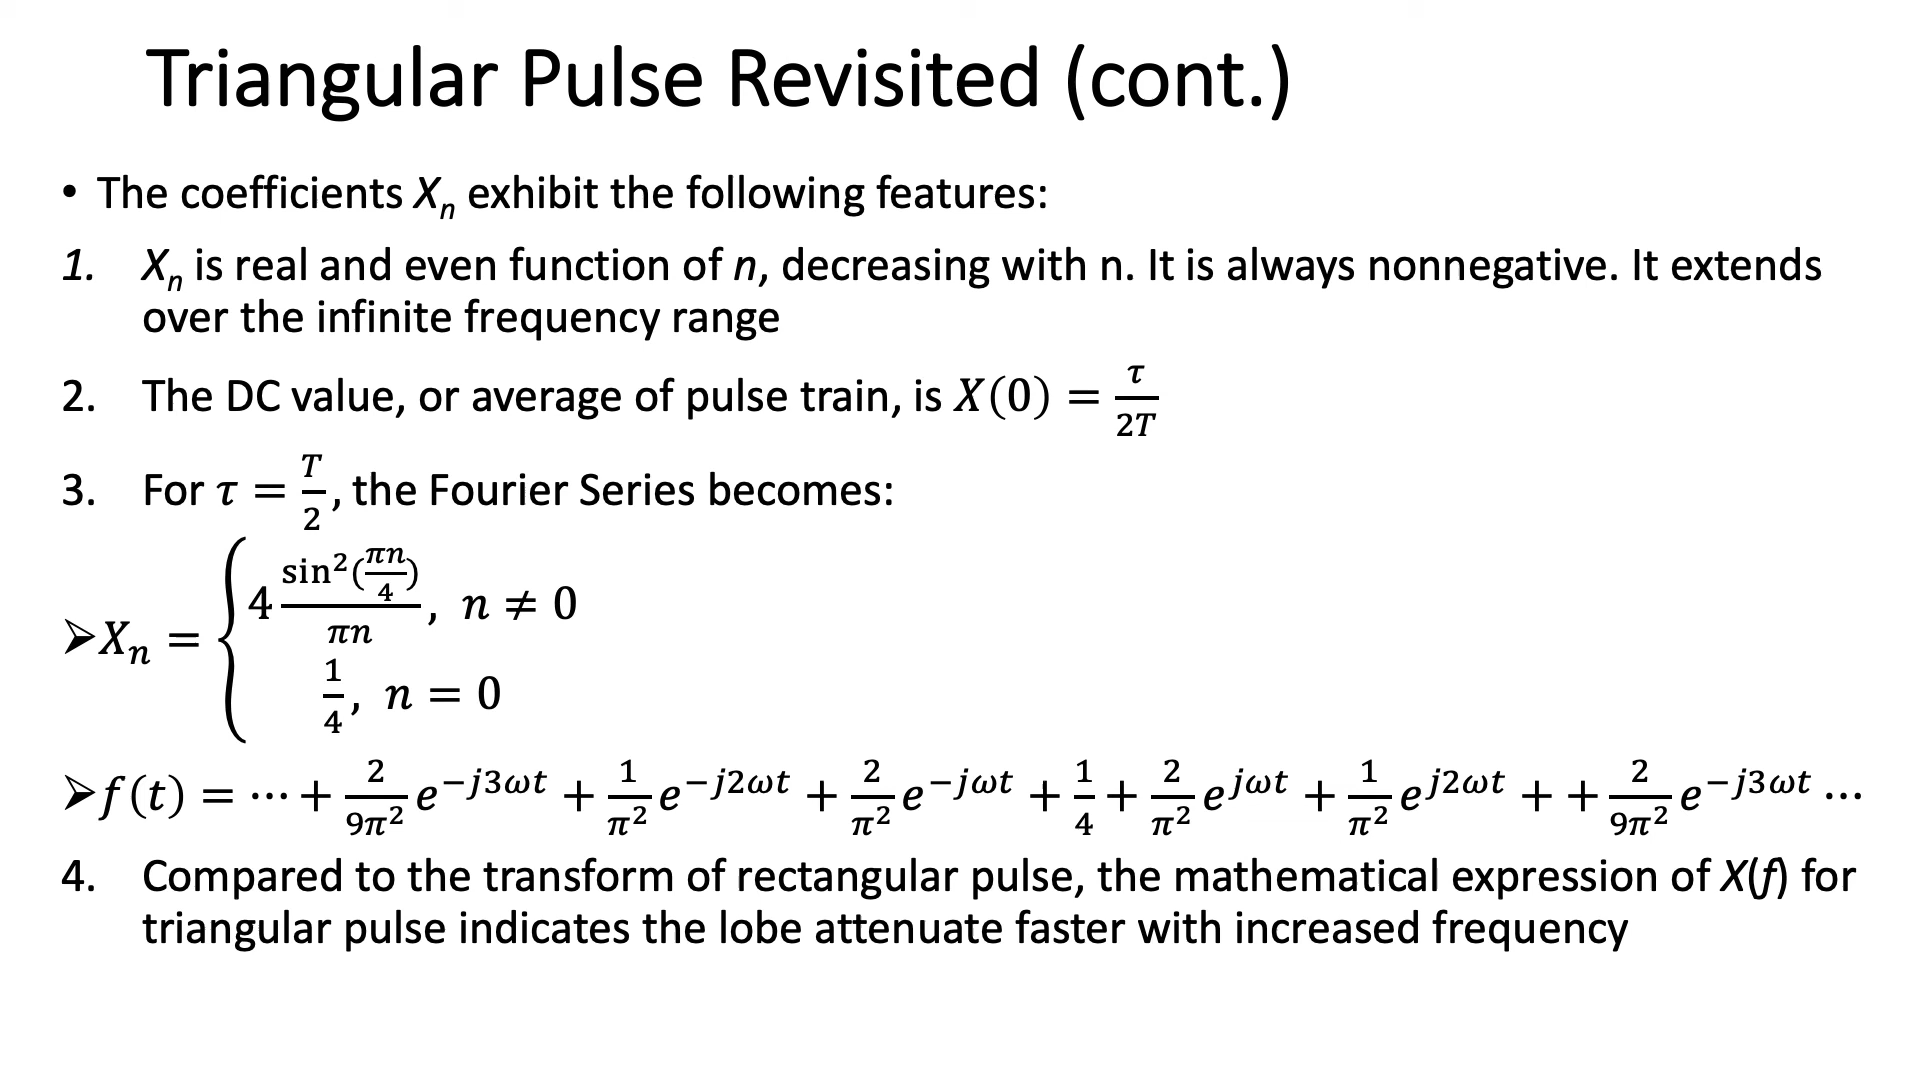 Triangular Pulse Revisited (cont.)
• The coefficients Xₙ exhibit the following features:
1. Xₙ is real and even function of n, decreasing with n. It is always nonnegative. It extends
over the infinite frequency range
2. The DC value, or average of pulse train, is X(0) = τ/2T
3. For τ = T/2, the Fourier Series becomes:
➢Xₙ = { 4 sin²(πn/4)/πn, n ≠ 0
1/4, n = 0
➢f(t) = ⋯ + 2/9π² e^−j3ωt + 1/π² e^−j2ωt + 2/π² e^−jωt + 1/4 + 2/π² e^jωt + 1/π² e^j2ωt + + 2/9π² e^−j3ωt …
4. Compared to the transform of rectangular pulse, the mathematical expression of X(f) for
triangular pulse indicates the lobe attenuate faster with increased frequency